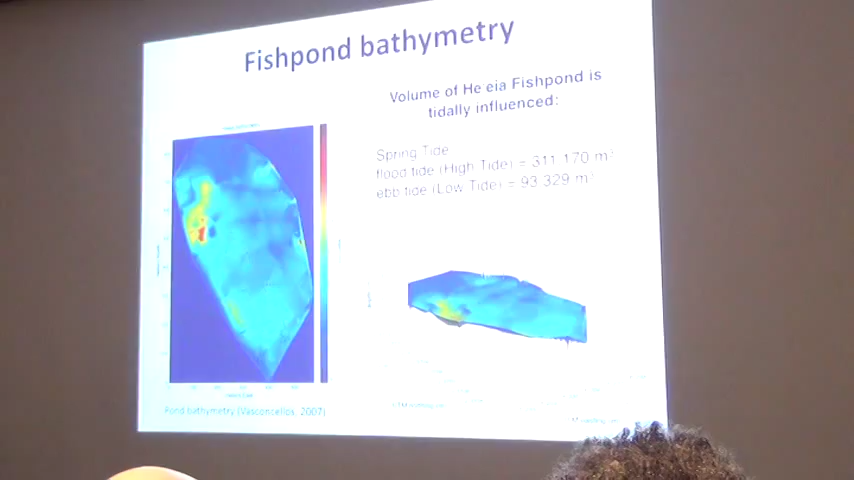 Fishpond bathymetry
Volume of He eia Fishpond is
tidally influenced:
Spring Tide
flood tide (High Tide) = 311 170 m³
ebb tide (Low Tide) = 93 329 m³
Pond bathymetry (Vasconcellos, 2007)